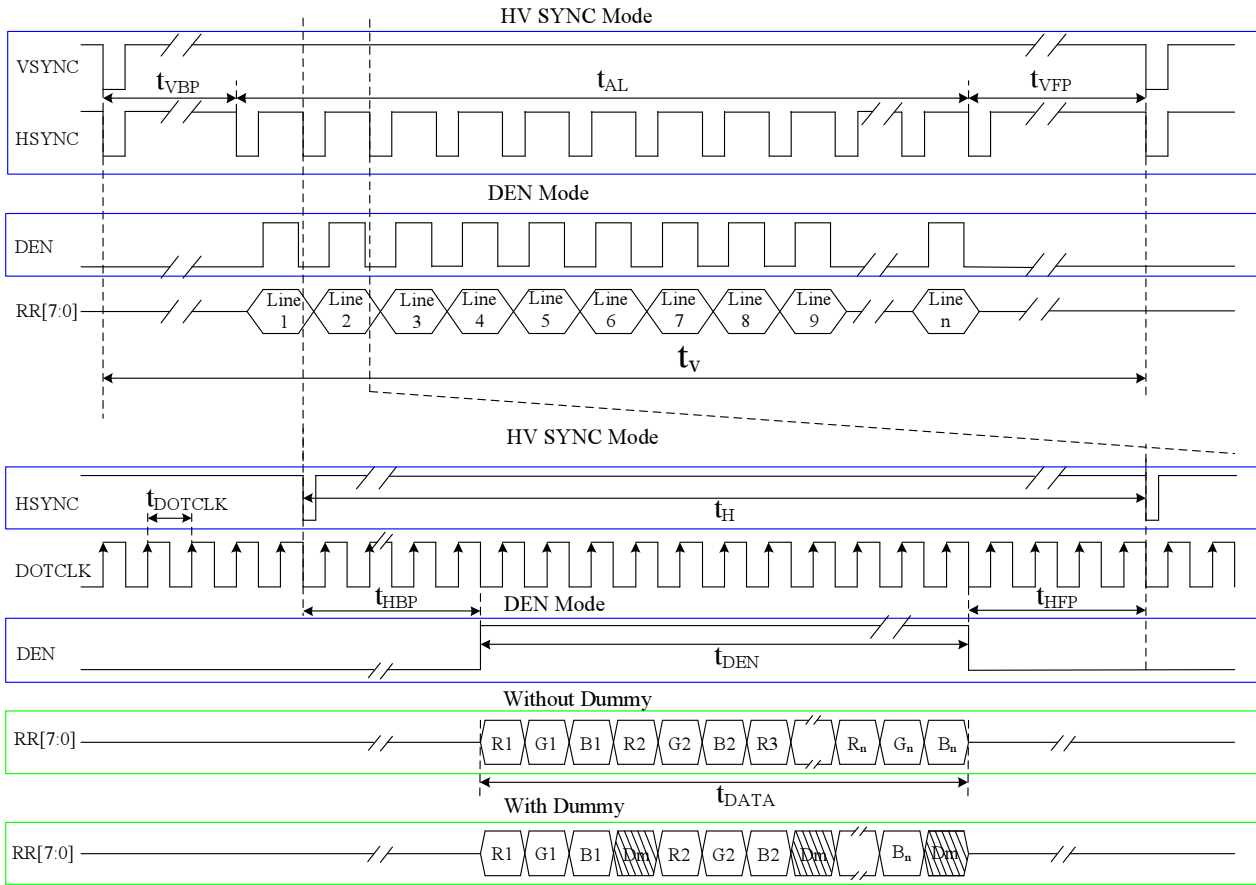 HV SYNC Mode
VSYNC
tVBP
tAL
tVFP
HSYNC
DEN Mode
DEN
RR[7:0]
Line 1
Line 2
Line 3
Line 4
Line 5
Line 6
Line 7
Line 8
Line 9
Line n
tV
HV SYNC Mode
HSYNC
tDOTCLK
tH
DOTCLK
tHBP
DEN Mode
tHFP
DEN
tDEN
Without Dummy
RR[7:0]
R1 G1 B1 R2 G2 B2 R3 Rn Gn Bn
tDATA
With Dummy
RR[7:0]
R1 G1 B1 Dm R2 G2 B2 Dm Bn Dm